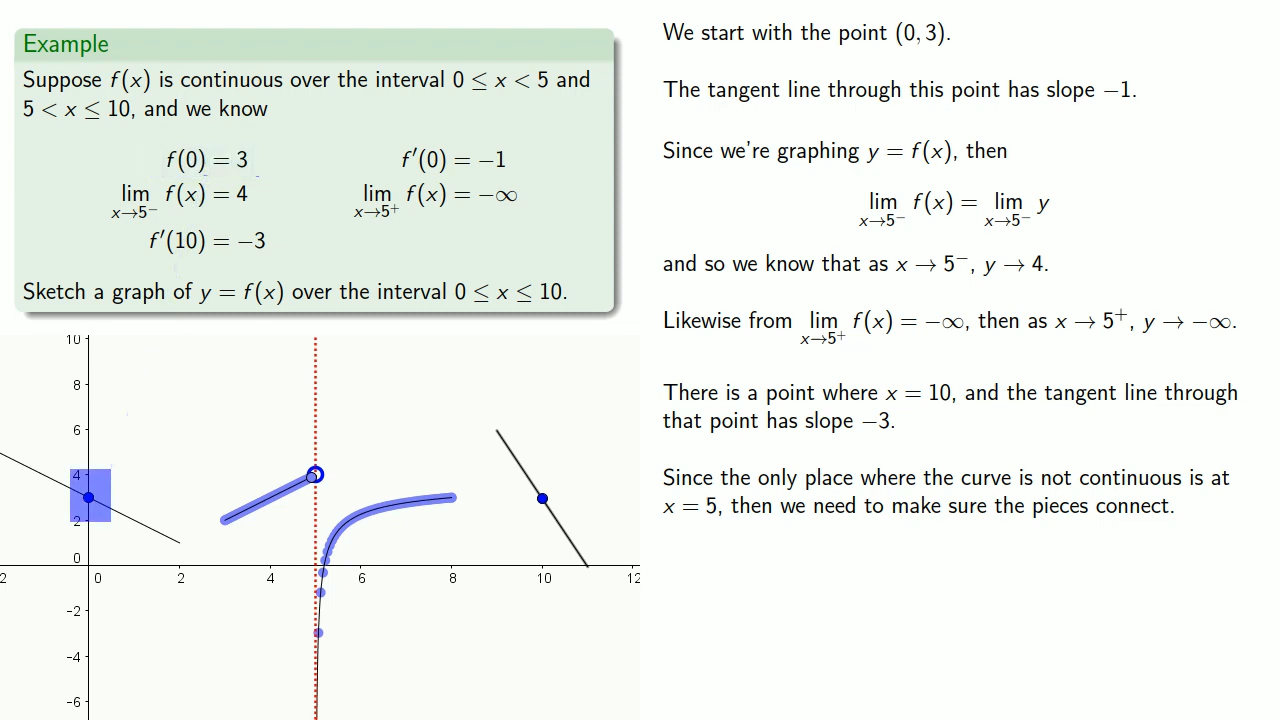 Example
Suppose f(x) is continuous over the interval 0 ≤ x < 5 and
5 < x ≤ 10, and we know
f(0) = 3
f′(0) = −1
lim x→5⁻ f(x) = 4
lim x→5⁺ f(x) = −∞
f′(10) = −3
Sketch a graph of y = f(x) over the interval 0 ≤ x ≤ 10.
10
8
6
4
2
0
−2
−4
−6
2
0
2
4
6
8
10
12
We start with the point (0, 3).
The tangent line through this point has slope −1.
Since we're graphing y = f(x), then
lim x→5⁻ f(x) = lim x→5⁻ y
and so we know that as x → 5⁻, y → 4.
Likewise from lim x→5⁺ f(x) = −∞, then as x → 5⁺, y → −∞.
There is a point where x = 10, and the tangent line through
that point has slope −3.
Since the only place where the curve is not continuous is at
x = 5, then we need to make sure the pieces connect.